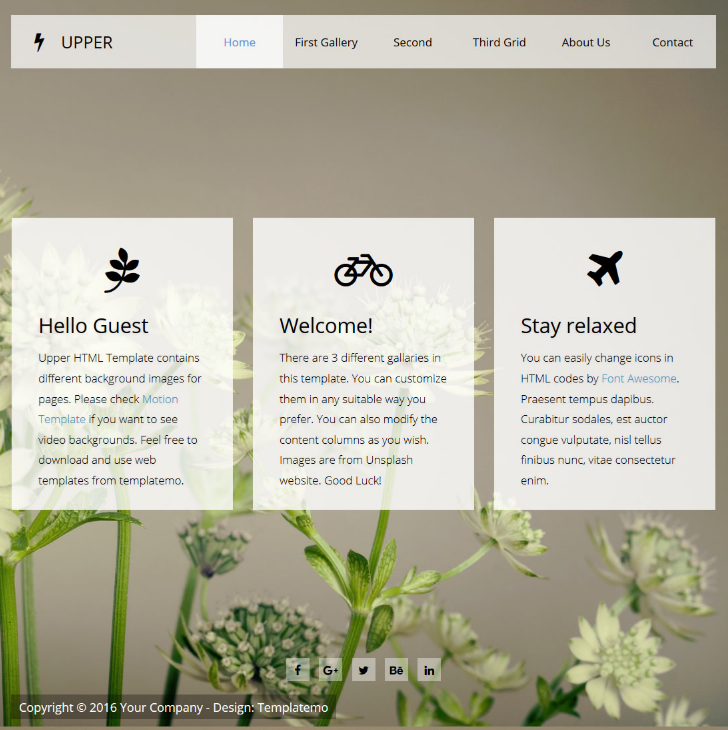 UPPER
Home
First Gallery
Second
Third Grid
About Us
Contact
Hello Guest
Upper HTML Template contains
different background images for
pages. Please check Motion
Template if you want to see
video backgrounds. Feel free to
download and use web
templates from templatemo.
Welcome!
There are 3 different gallaries in
this template. You can customize
them in any suitable way you
prefer. You can also modify the
content columns as you wish.
Images are from Unsplash
website. Good Luck!
Stay relaxed
You can easily change icons in
HTML codes by Font Awesome.
Praesent tempus dapibus.
Curabitur sodales, est auctor
congue vulputate, nisl tellus
finibus nunc, vitae consectetur
enim.
f
G+
Bē
in
Copyright © 2016 Your Company - Design: Templatemo